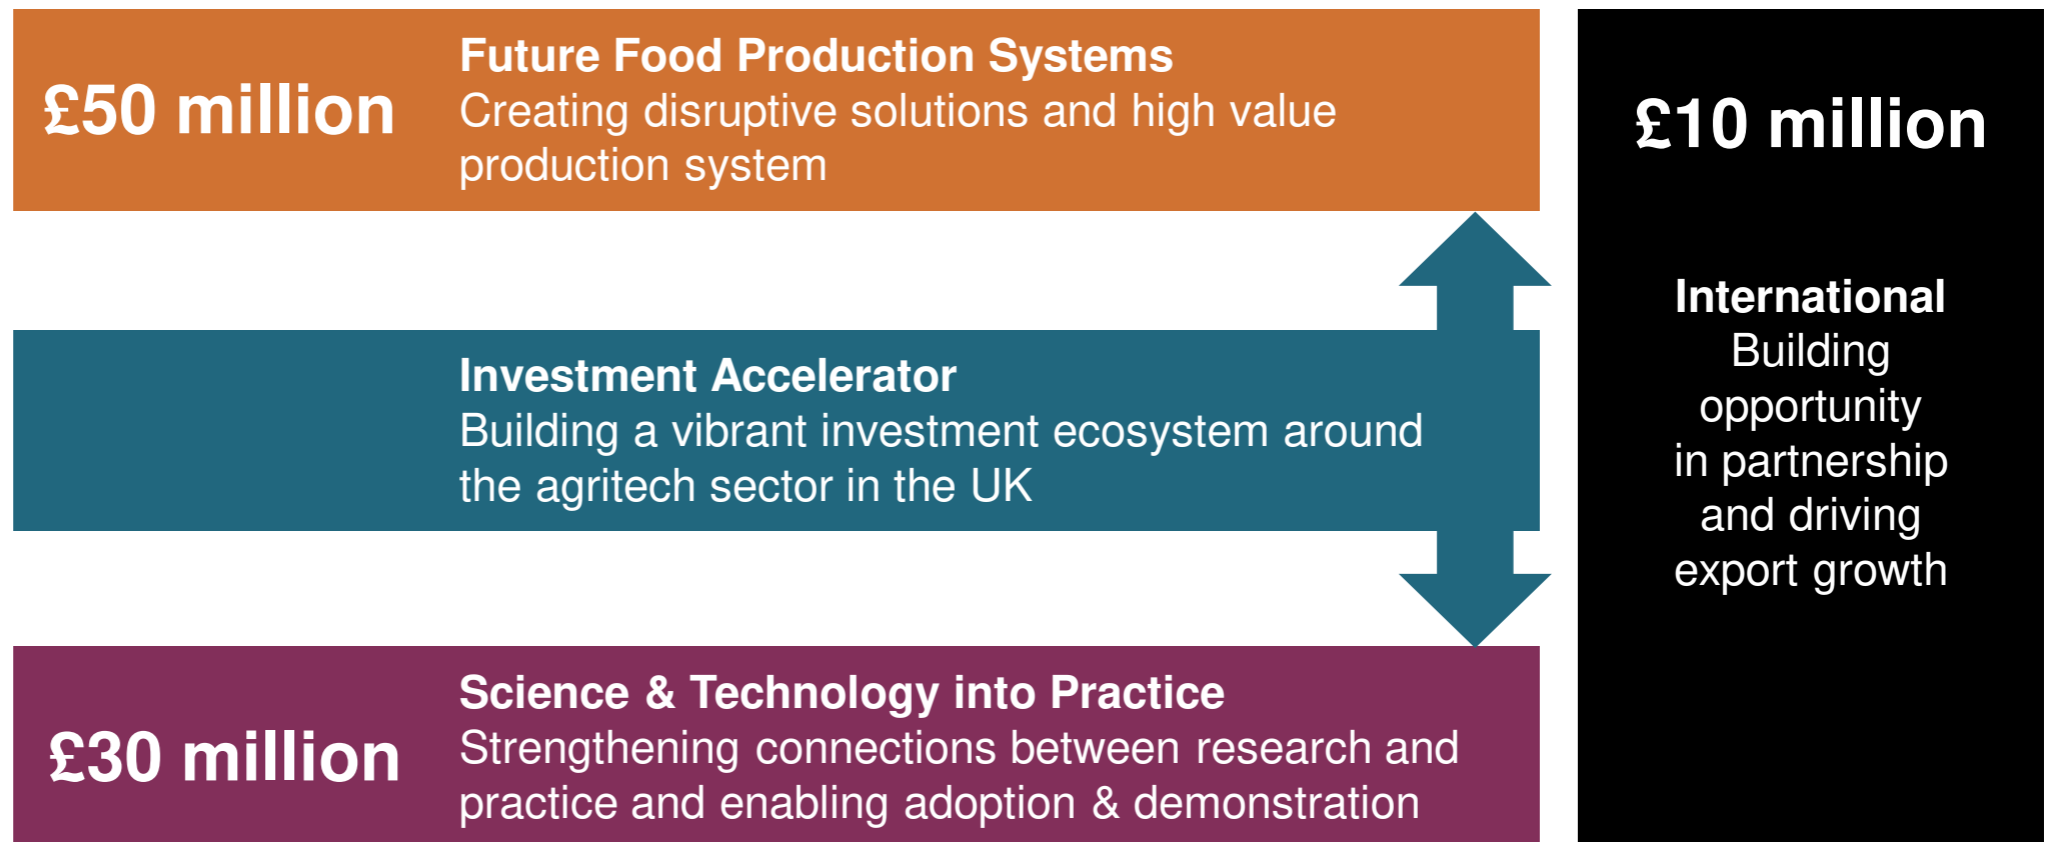 £50 million
Future Food Production Systems
Creating disruptive solutions and high value
production system
Investment Accelerator
Building a vibrant investment ecosystem around
the agritech sector in the UK
£30 million
Science & Technology into Practice
Strengthening connections between research and
practice and enabling adoption & demonstration
£10 million
International
Building
opportunity
in partnership
and driving
export growth